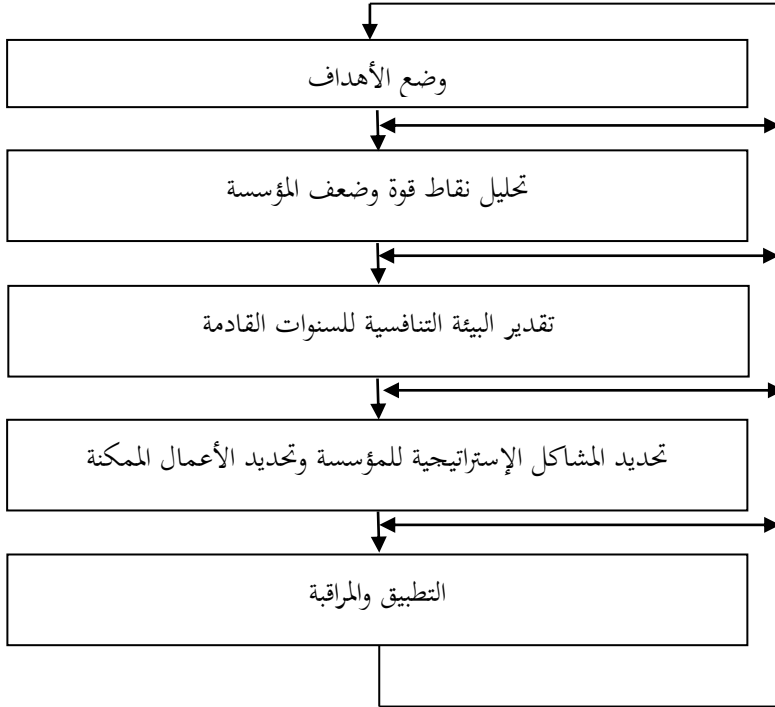 وضع الأهداف
تحليل نقاط قوة وضعف المؤسسة
تقدير البيئة التنافسية للسنوات القادمة
تحديد المشاكل الإستراتيجية للمؤسسة وتحديد الأعمال الممكنة
التطبيق والمراقبة